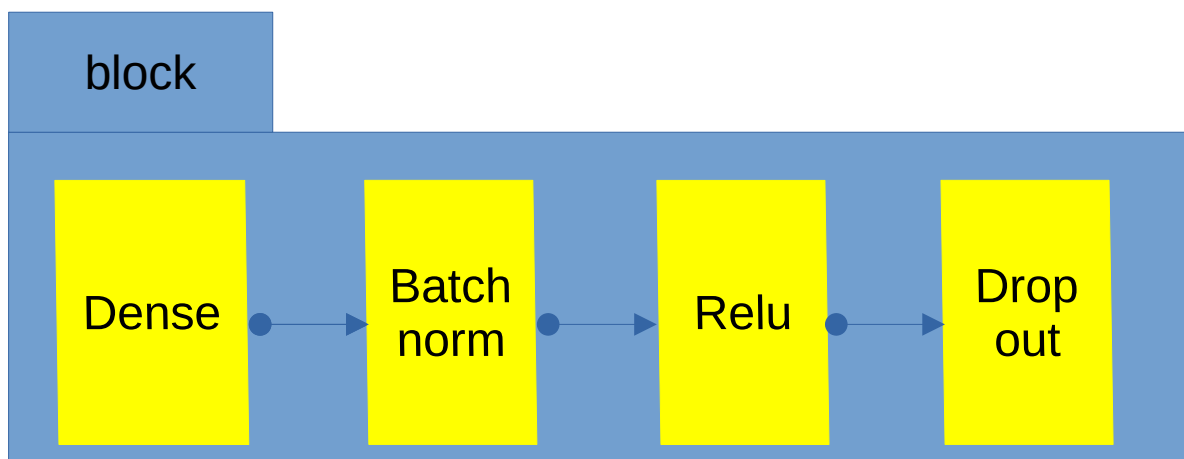 block
Dense
Batch
norm
Relu
Drop
out